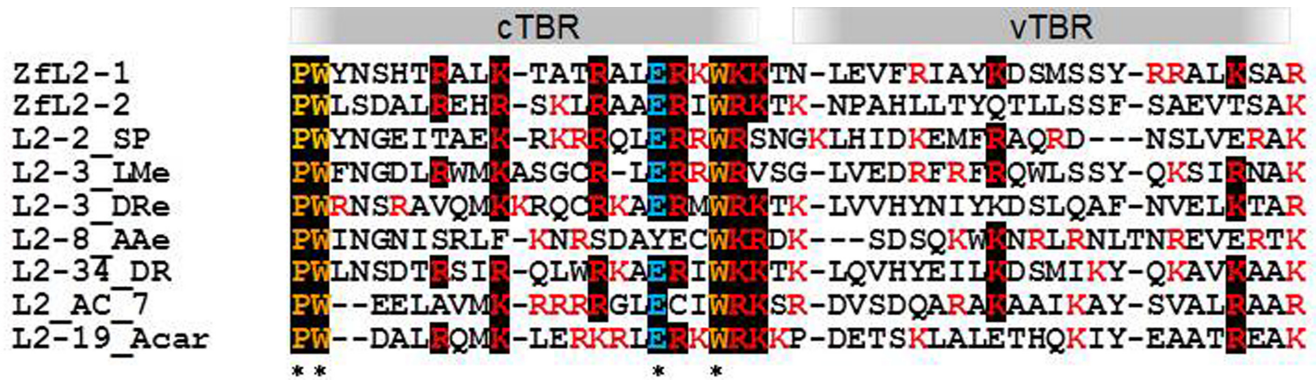 cTBR vTBR
ZfL2-1 PWYNSHTRALK-TATRALERKWKKTN-LEVFRIAYKDSMSSY-RRALKSAR
ZfL2-2 PWLSDALREHR-SKLRAAERIWRKTK-NPAHLLTYQTLLSSF-SAEVTSAK
L2-2_SP PWYNGEITAEK-RKRRQLERRWRSNGKLHIDKEMFRAQRD---NSLVERAK
L2-3_LMe PWFNGDLRWMKASGCR-LERRWRVSG-LVEDRFRFRQWLSSY-QKSIRNAK
L2-3_DRe PWRNSRAVQMKKRQCRKAERMWRKTK-LVVHYNIYKDSLQAF-NVELKTAR
L2-8_AAe PWINGNISRLF-KNRSDAYECWKRDK---SDSQKWKNRLRNLTNREVERTK
L2-34_DR PWLNSDTRSIR-QLWRKAERIWKKTK-LQVHYEILKDSMIKY-QKAVKAAK
L2_AC_7 PW--EELAVMK-RRRRGLECIWRKSR-DVSDQARAKAAIKAY-SVALRAAR
L2-19_Acar PW--DALRQMK-LERKRLERKWRKKP-DETSKLALETHQKIY-EAATREAK
** * *